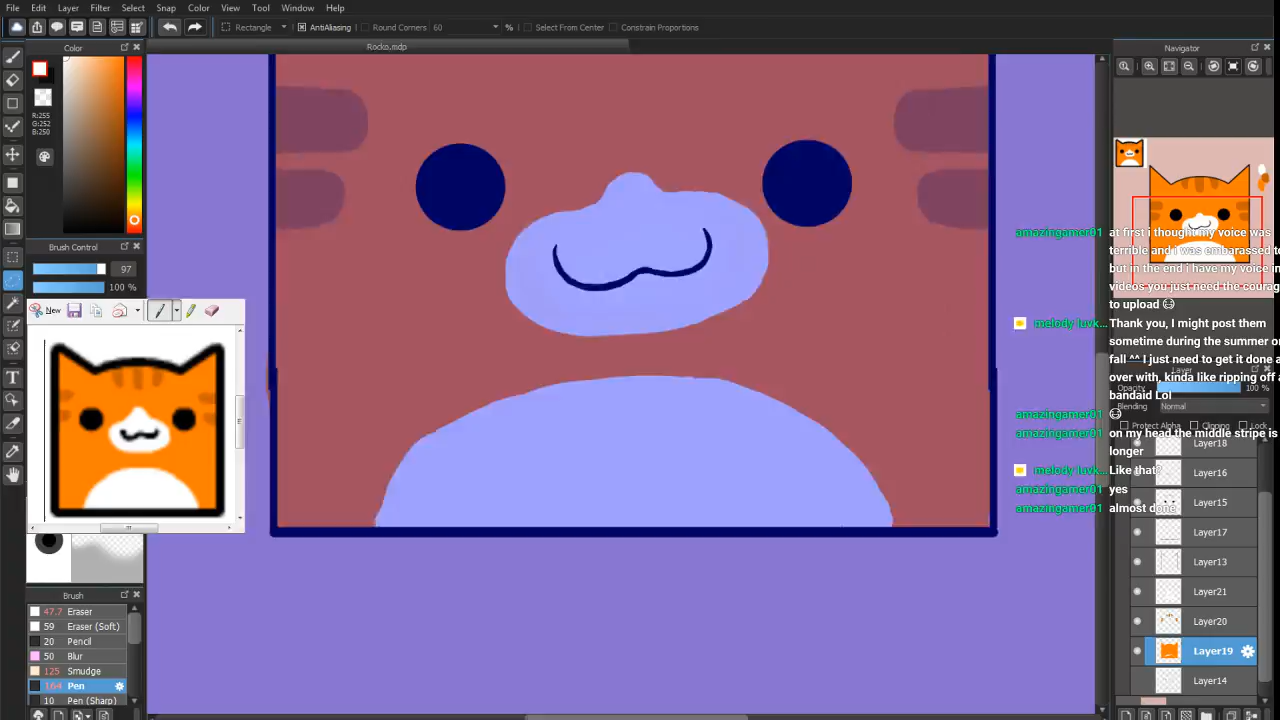 File Edit Layer Filter Select Snap Color View Tool Window Help
Rectangle AntiAliasing Round Corners 60 % Select From Center Constrain Proportions
Color
Rocko.mdp
Navigator
R:255
G:252
B:250
Brush Control
97
100 %
New
Brush
47.7 Eraser
59 Eraser (Soft)
20 Pencil
50 Blur
125 Smudge
164 Pen
10 Pen (Sharp)
amazingamer01 at first i thought my voice was
terrible and i was embarassed to
but in the end i have my voice in
videos you just need the courag
to upload 😄
melody luvk... Thank you, I might post them
sometime during the summer or
fall ^^ I just need to get it done a
over with, kinda like ripping off a
bandaid Lol
amazingamer01 😄
amazingamer01 on my head the middle stripe is
longer
melody luvk... Like that?
amazingamer01 yes
amazingamer01 almost done
Layer
Opacity 100 %
Blending Normal
Protect Alpha Clipping Lock
Layer18
Layer16
Layer15
Layer17
Layer13
Layer21
Layer20
Layer19
Layer14